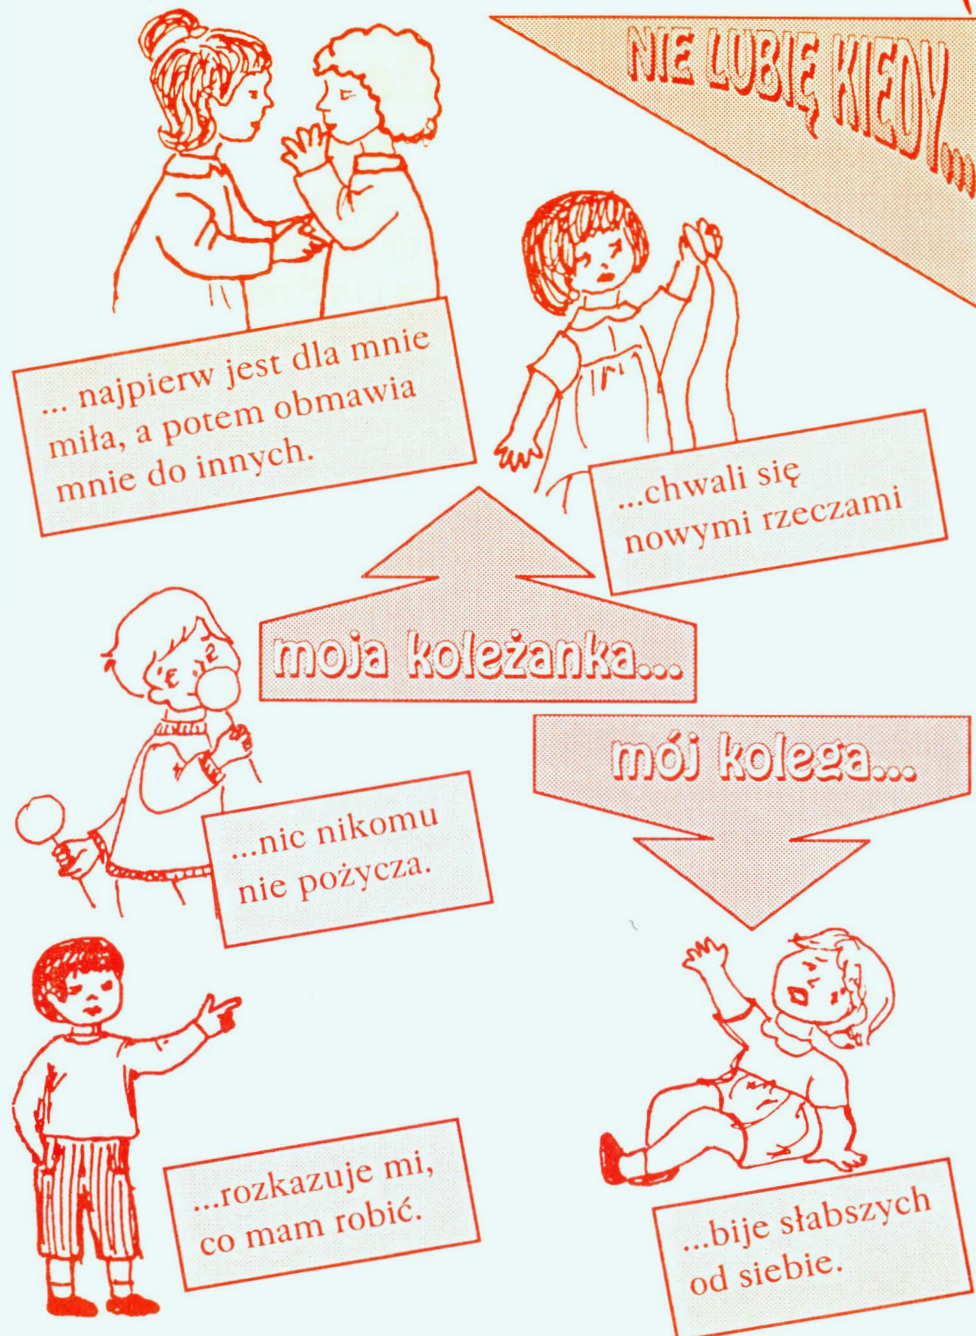 NIE LUBIĘ KIEDY...
... najpierw jest dla mnie
miła, a potem obmawia
mnie do innych.
...chwali się
nowymi rzeczami
moja koleżanka...
mój kolega...
...nic nikomu
nie pożycza.
...rozkazuje mi,
co mam robić.
...bije słabszych
od siebie.